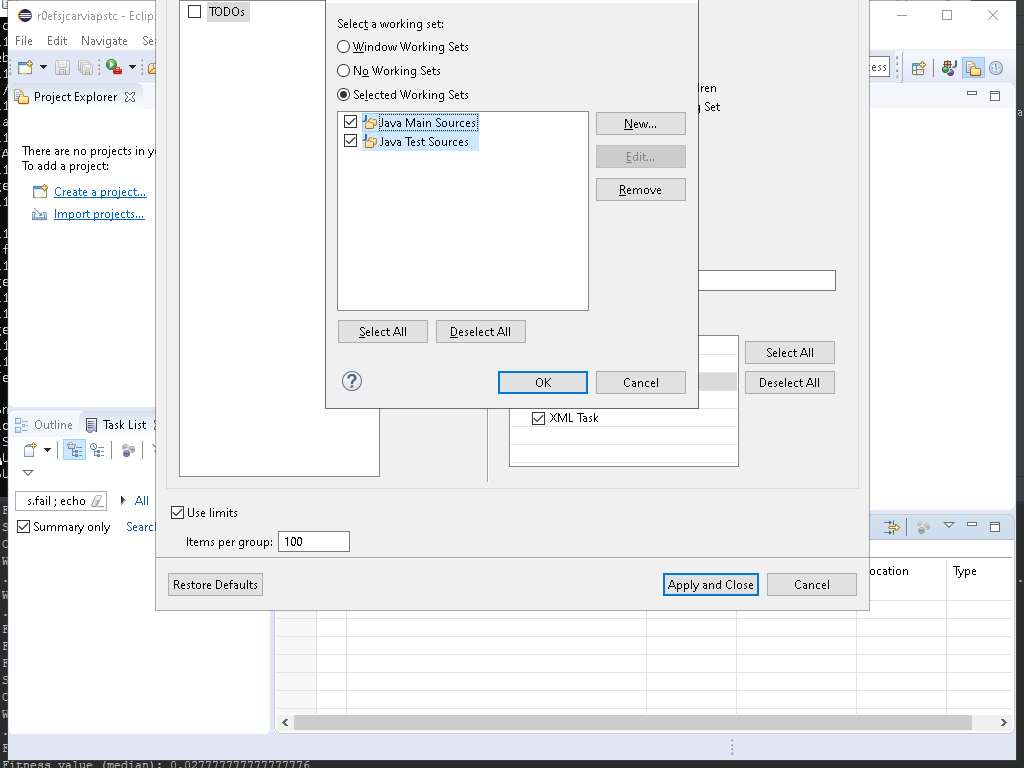 r0efsjcarviapstc - Eclip
File Edit Navigate Se
Project Explorer
There are no projects in y
To add a project:
Create a project...
Import projects...
TODOs
Select a working set:
Window Working Sets
No Working Sets
Selected Working Sets
Java Main Sources
Java Test Sources
New...
Edit...
Remove
Select All
Deselect All
OK
Cancel
ess
ren
Set
Select All
Deselect All
XML Task
Use limits
Items per group: 100
Restore Defaults
Apply and Close
Cancel
Outline
Task List
s.fail ; echo
All
Summary only
Searc
ocation
Type
Fitness value (median): 0.027777777777777776